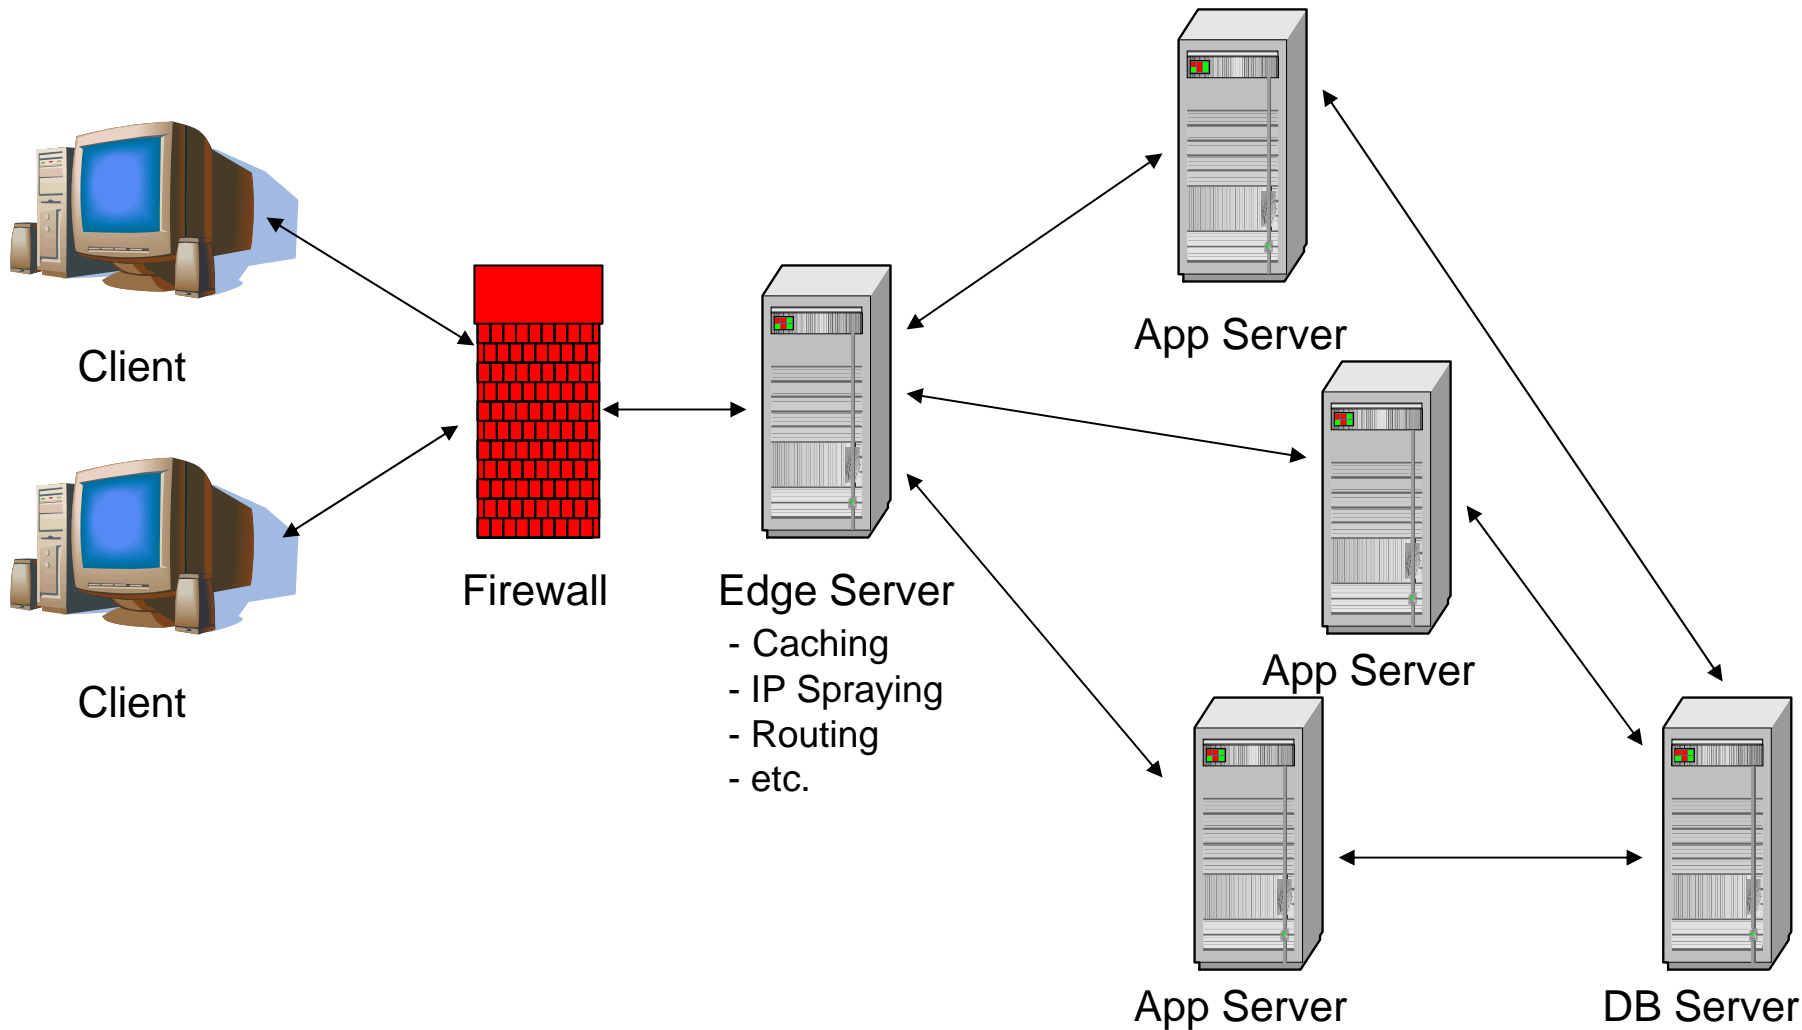 Client
Client
Firewall
Edge Server
- Caching
- IP Spraying
- Routing
- etc.
App Server
App Server
App Server
DB Server